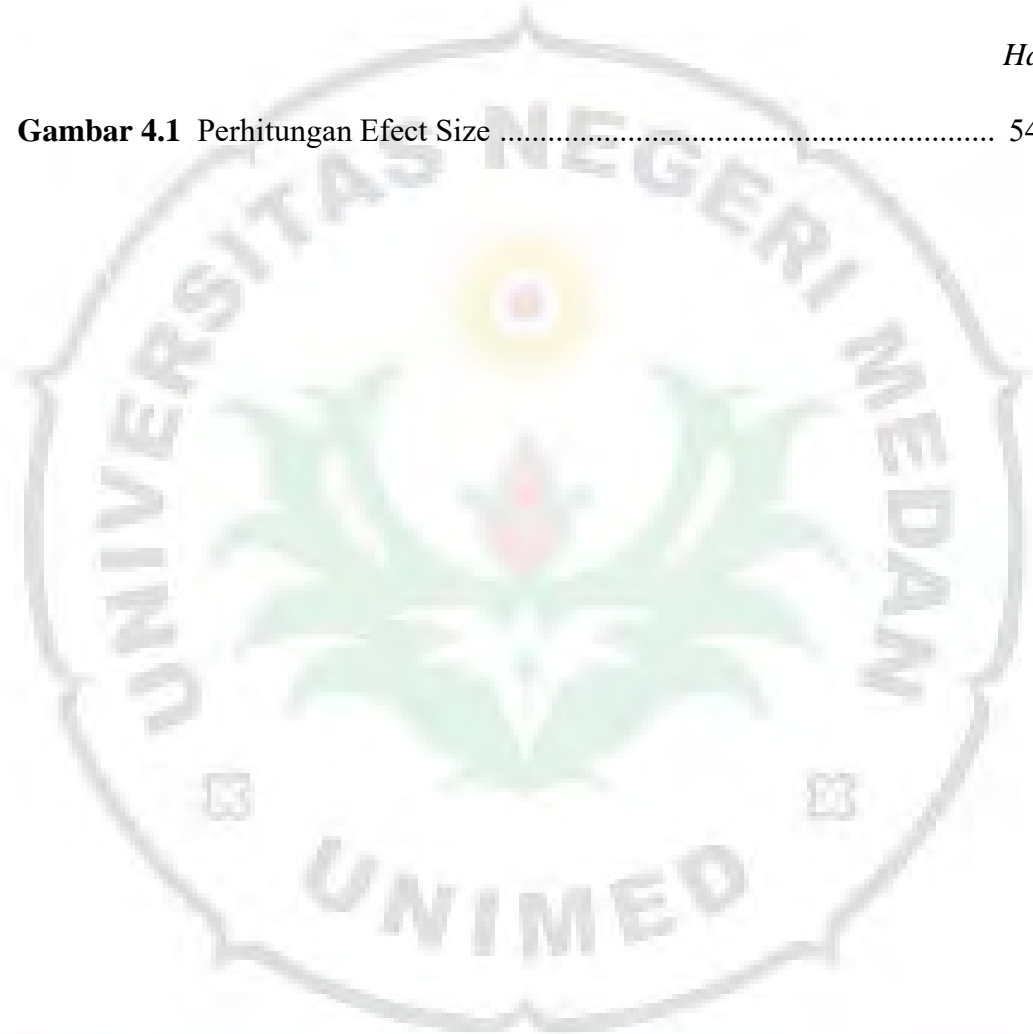 Ha
Gambar 4.1 Perhitungan Efect Size ................................................................ 54
UNIVERSITAS NEGERI MEDAN
UNIMED